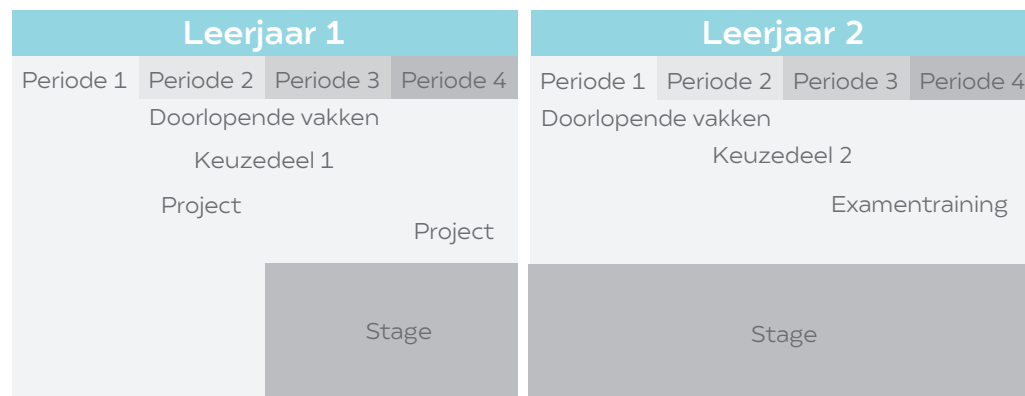 Leerjaar 1
Periode 1 Periode 2 Periode 3 Periode 4
Doorlopende vakken
Keuzedeel 1
Project
Project
Stage
Leerjaar 2
Periode 1 Periode 2 Periode 3 Periode 4
Doorlopende vakken
Keuzedeel 2
Examentraining
Stage